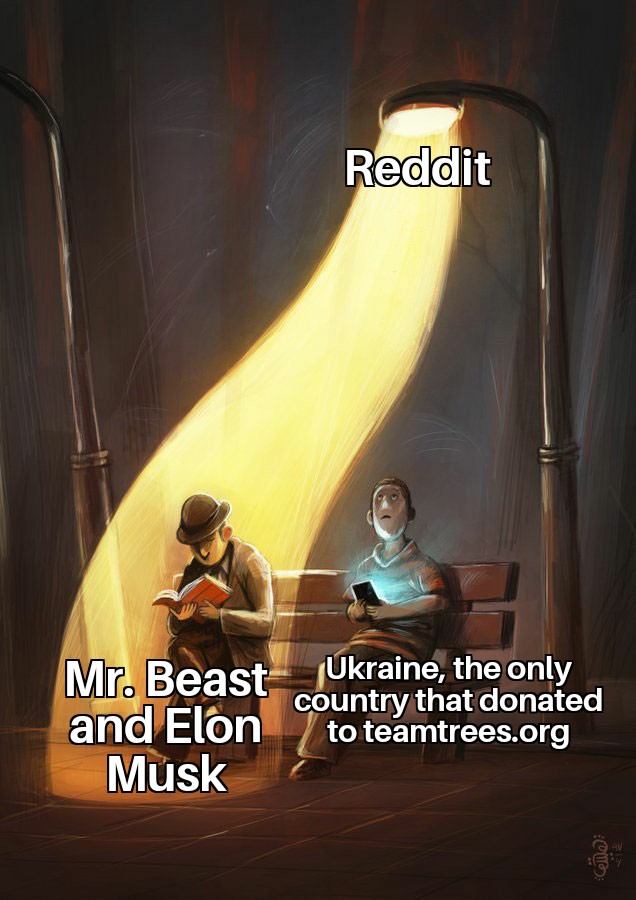 Reddit
Mr. Beast
and Elon
Musk
Ukraine, the only
country that donated
to teamtrees.org